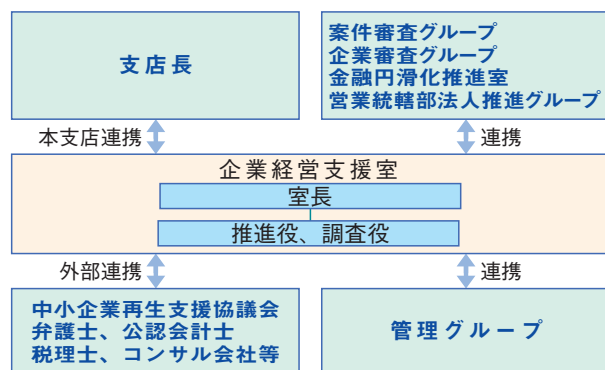 支店長
案件審査グループ
企業審査グループ
金融円滑化推進室
営業統轄部法人推進グループ
本支店連携
連携
企業経営支援室
室長
推進役、調査役
外部連携
連携
中小企業再生支援協議会
弁護士、公認会計士
税理士、コンサル会社等
管理グループ